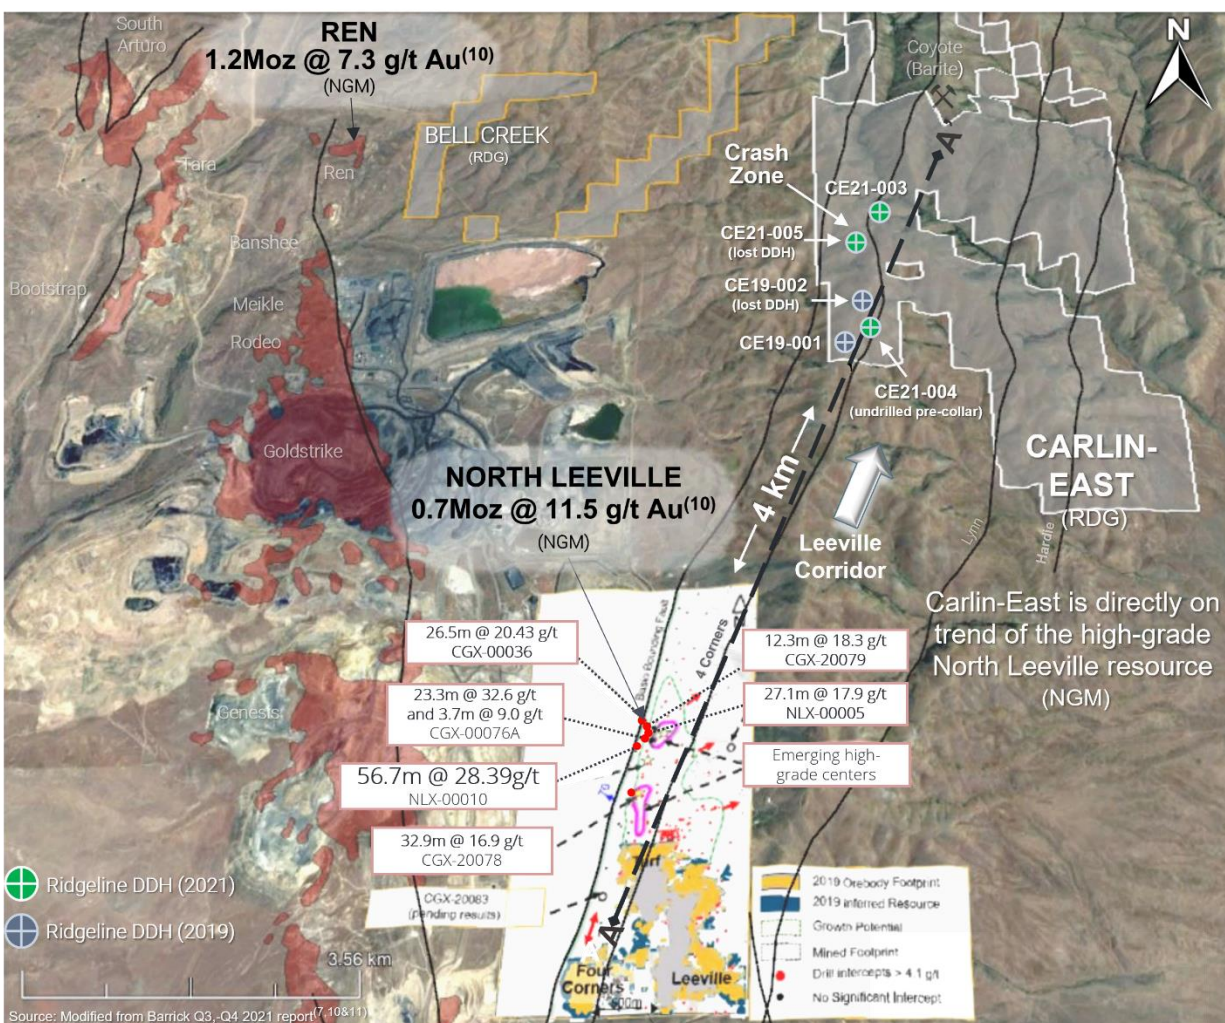 South
Arturo
REN
1.2Moz @ 7.3 g/t Au(10)
(NGM)
N
Coyote
(Barite)
BELL CREEK
(RDG)
Tara
Ren
Crash
Zone
A
CE21-003
CE21-005
(lost DDH)
Banshee
Bootstrap
Meikle
CE19-002
(lost DDH)
Rodeo
CE19-001
CE21-004
(undrilled pre-collar)
Goldstrike
NORTH LEEVILLE
0.7Moz @ 11.5 g/t Au(10)
(NGM)
4 km
CARLIN-
EAST
(RDG)
Leeville
Corridor
Lynn
Hardie
Carlin-East is directly on
trend of the high-grade
North Leeville resource
(NGM)
Bounding Fault
4 Corners
26.5m @ 20.43 g/t
CGX-00036
12.3m @ 18.3 g/t
CGX-20079
23.3m @ 32.6 g/t
and 3.7m @ 9.0 g/t
CGX-00076A
27.1m @ 17.9 g/t
NLX-00005
Genesis
Emerging high-
grade centers
56.7m @ 28.39g/t
NLX-00010
32.9m @ 16.9 g/t
CGX-20078
Turf
CGX-20083
(pending results)
A
Four
Corners
Leeville
Ridgeline DDH (2021)
Ridgeline DDH (2019)
3.56 km
2019 Orebody Footprint
2019 Inferred Resource
Growth Potential
Mined Footprint
Drill intercepts > 4.1 g/t
No Significant Intercept
Source: Modified from Barrick Q3,-Q4 2021 report(7,10&11)